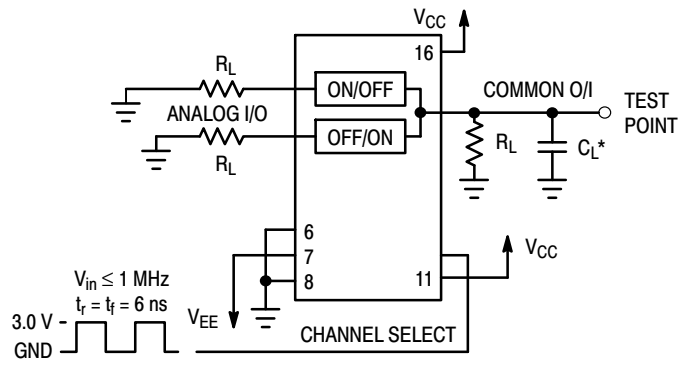 VCC
16
RL
ON/OFF
COMMON O/I
TEST
POINT
ANALOG I/O
OFF/ON
RL
RL
CL*
6
7
8
11
VCC
Vin ≤ 1 MHz
tr = tf = 6 ns
VEE
3.0 V
GND
CHANNEL SELECT